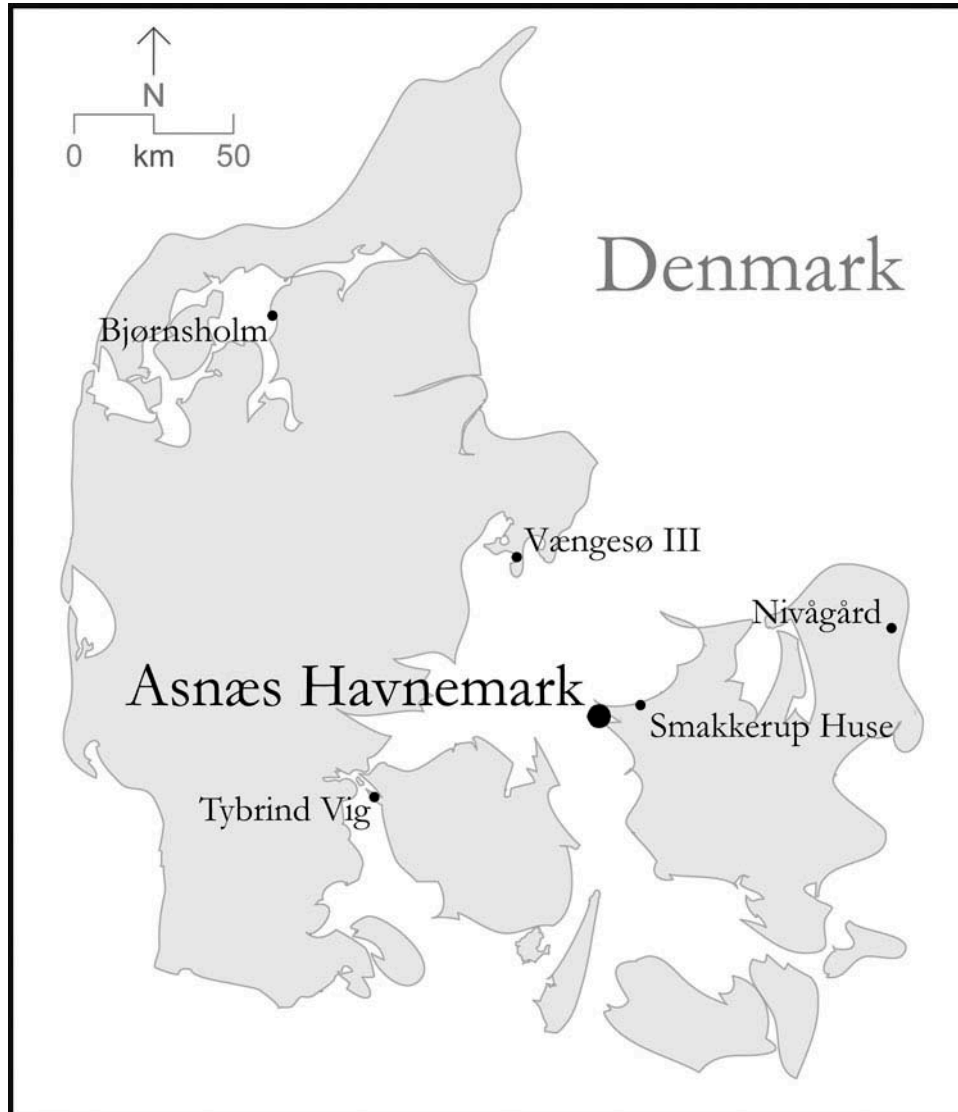 N
0 km 50
Denmark
Bjørnsholm
Vængesø III
Nivågård
Asnæs Havnemark
Smakkerup Huse
Tybrind Vig